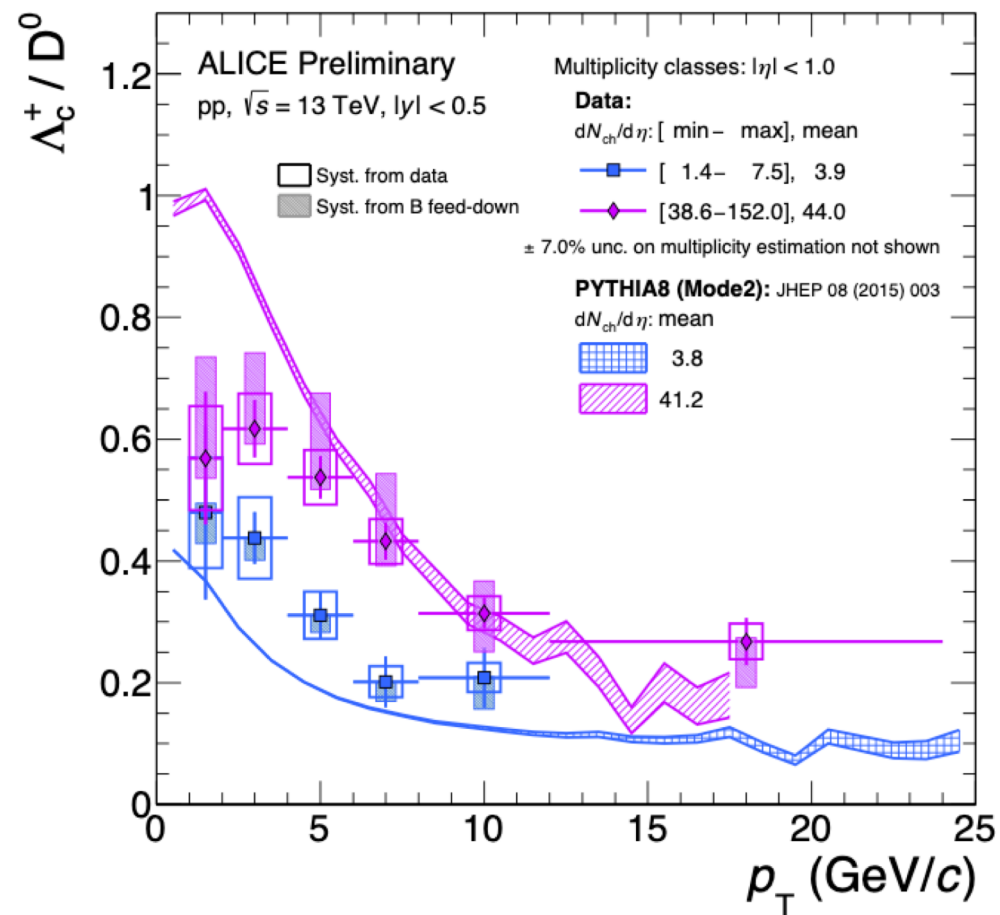 Λc+ / D0
ALICE Preliminary
pp, √s = 13 TeV, |y| < 0.5
Syst. from data
Syst. from B feed-down
Multiplicity classes: |η| < 1.0
Data:
dNch/dη: [ min− max], mean
[ 1.4− 7.5], 3.9
[38.6−152.0], 44.0
± 7.0% unc. on multiplicity estimation not shown
PYTHIA8 (Mode2): JHEP 08 (2015) 003
dNch/dη: mean
3.8
41.2
1.2
1
0.8
0.6
0.4
0.2
0
0 5 10 15 20 25
pT (GeV/c)